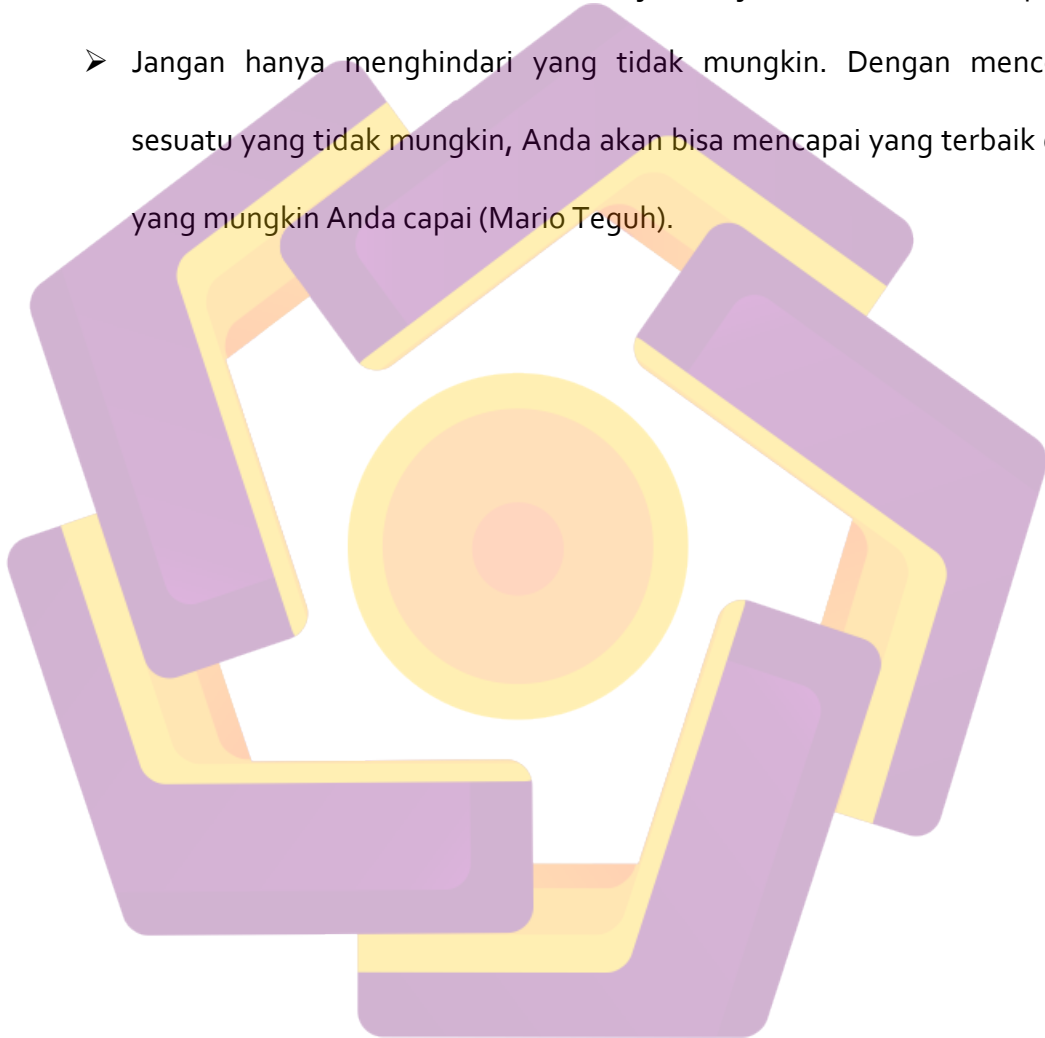 ➤ Jangan hanya menghindari yang tidak mungkin. Dengan
sesuatu yang tidak mungkin, Anda akan bisa mencapai yang terbaik
yang mungkin Anda capai (Mario Teguh).